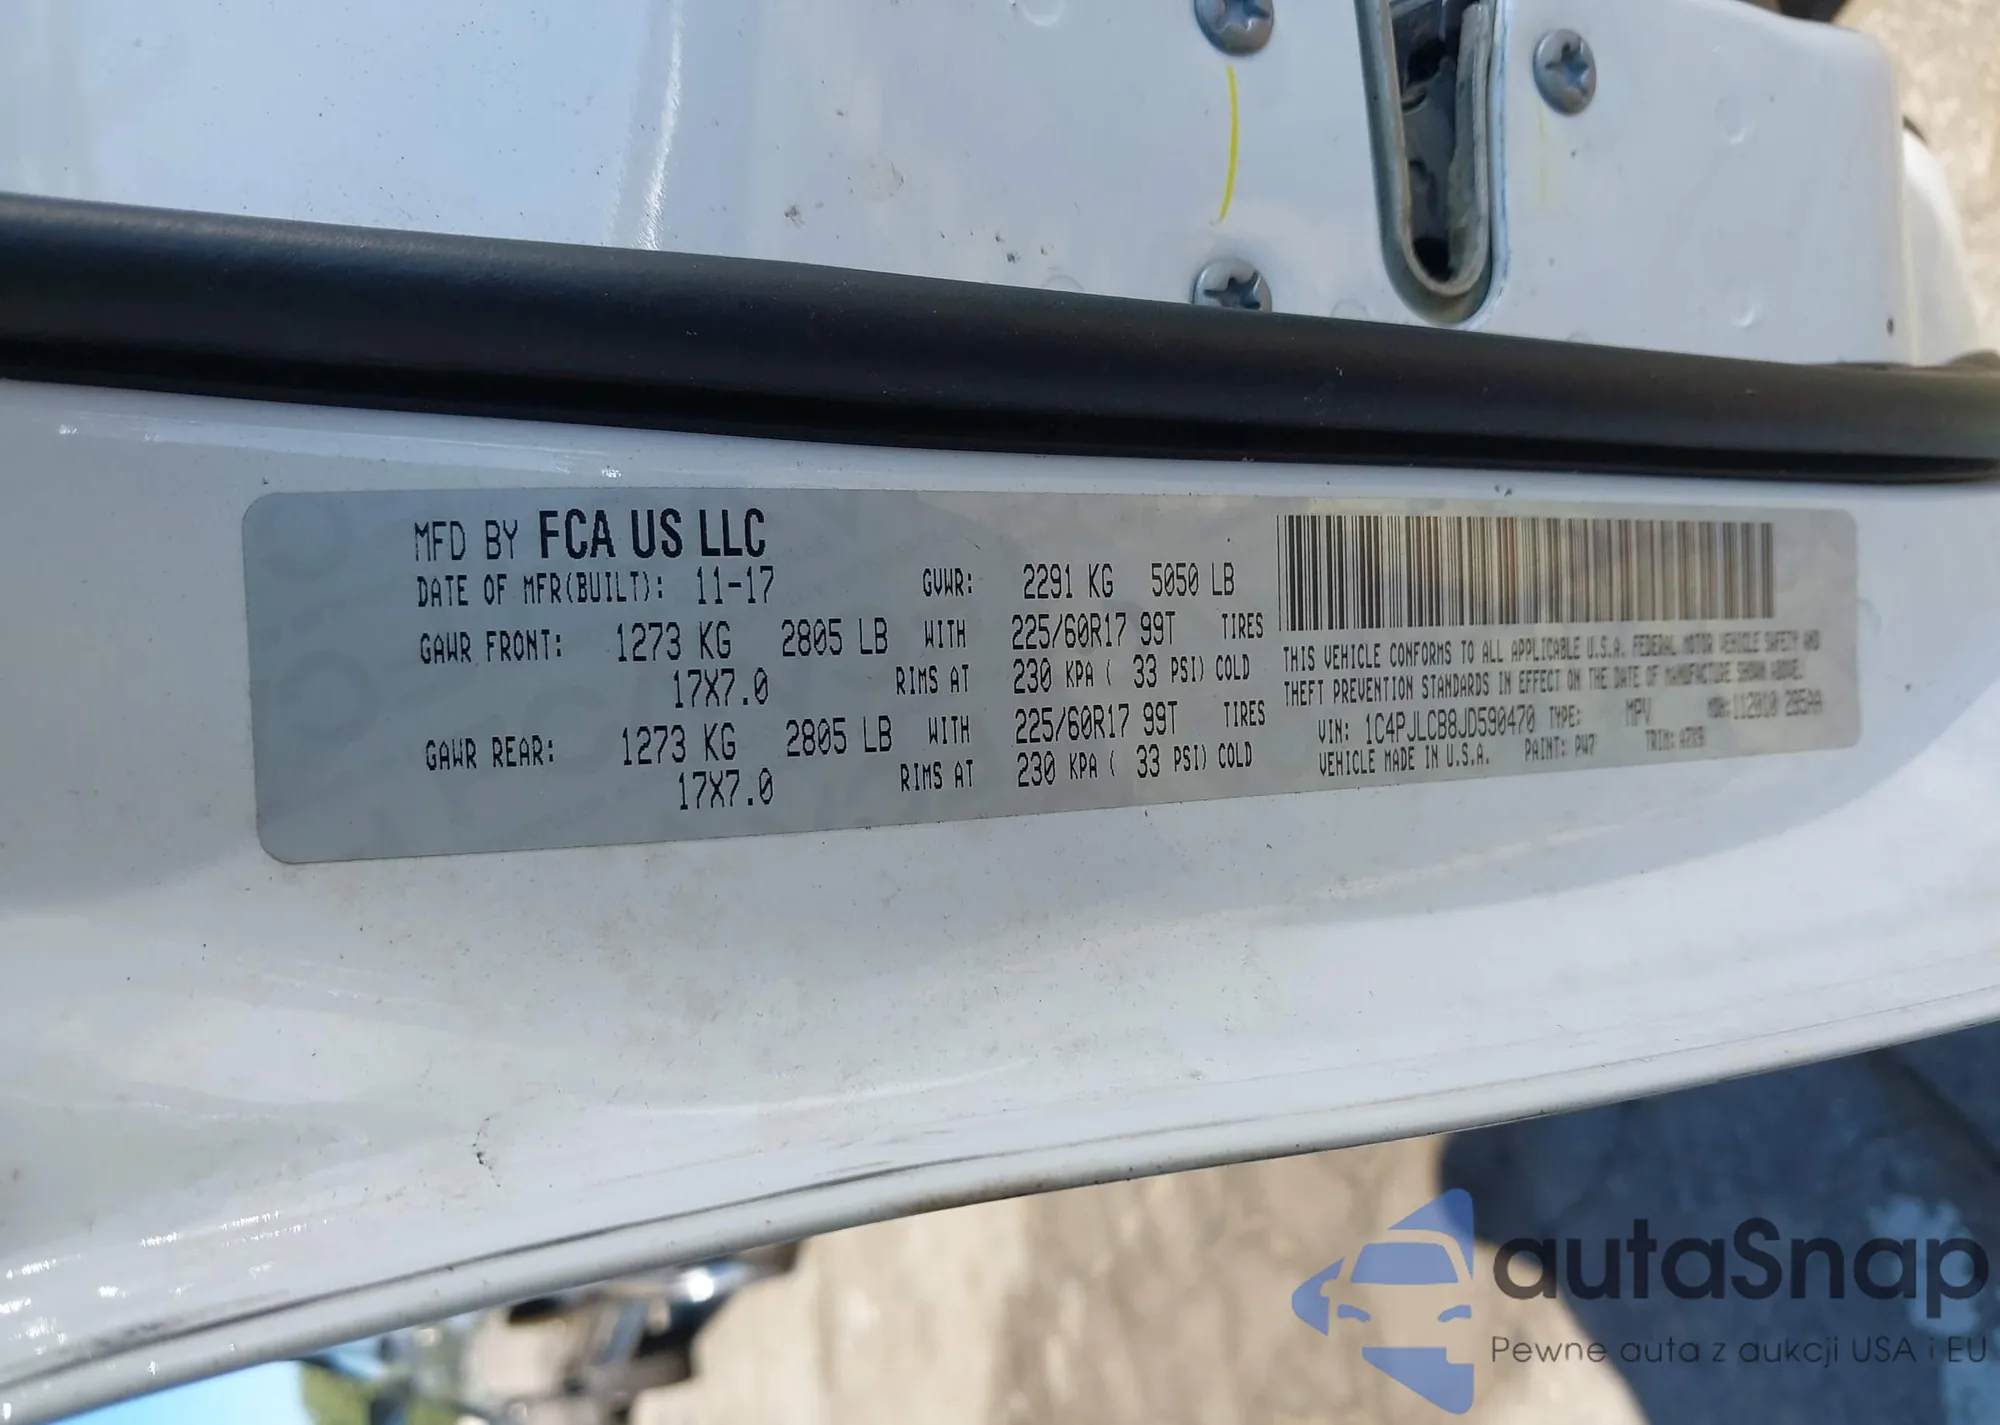 MFD BY FCA US LLC
DATE OF MFR(BUILT): 11-17 GVWR: 2291 KG 5050 LB
GAWR FRONT: 1273 KG 2805 LB WITH 225/60R17 99T TIRES
17X7.0 RIMS AT 230 KPA ( 33 PSI) COLD
GAWR REAR: 1273 KG 2805 LB WITH 225/60R17 99T TIRES
17X7.0 RIMS AT 230 KPA ( 33 PSI) COLD
THIS VEHICLE CONFORMS TO ALL APPLICABLE U.S.A. FEDERAL MOTOR VEHICLE SAFETY AND
THEFT PREVENTION STANDARDS IN EFFECT ON THE DATE OF MANUFACTURE SHOWN ABOVE.
VIN: 1C4PJLCB8JD590470 TYPE: MPV
VEHICLE MADE IN U.S.A. PAINT: PW7 TRIM:
autaSnap
Pewne auta z aukcji USA i EU